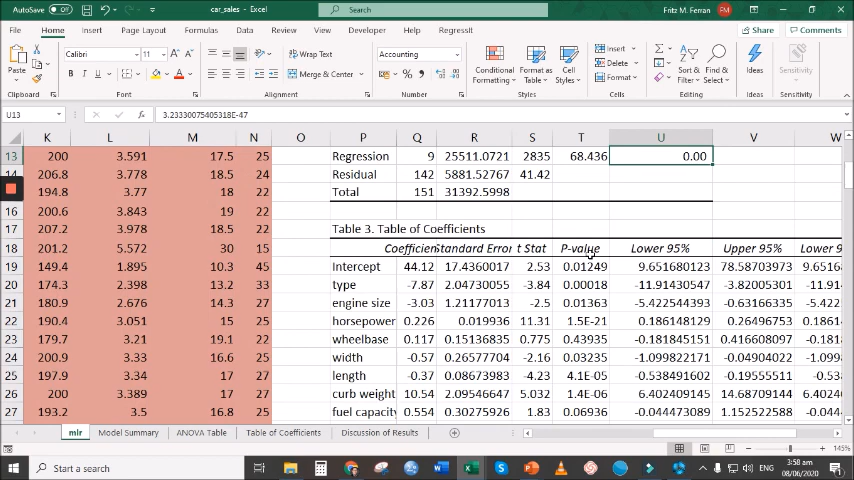 AutoSave Off car_sales - Excel Search Fritz M. Ferran FM
File Home Insert Page Layout Formulas Data Review View Developer Help RegressIt Share Comments
Paste Calibri 11 A A Wrap Text Accounting Conditional Formatting Format as Table Cell Styles Insert Sort & Filter Find & Select Ideas Sensitivity
B I U Merge & Center % Delete
Format
Clipboard Font Alignment Number Styles Cells Editing Ideas Sensitivity
U13 fx 3.2333007540531​8E-47
K L M N O P Q R S T U V W
13 200 3.591 17.5 25 Regression 9 25511.0721 2835 68.436 0.00
14 206.8 3.778 18.5 24 Residual 142 5881.52767 41.42
194.8 3.77 18 22 Total 151 31392.5998
16 200.6 3.843 19 22
17 207.2 3.978 18.5 22 Table 3. Table of Coefficients
18 201.2 5.572 30 15 Coefficien Standard Error t Stat P-value Lower 95% Upper 95% Lower 9
19 149.4 1.895 10.3 45 Intercept 44.12 17.4360017 2.53 0.01249 9.651680123 78.58703973 9.6516
20 174.3 2.398 13.2 33 type -7.87 2.04730055 -3.84 0.00018 -11.91430547 -3.82005301 -11.91
21 180.9 2.676 14.3 27 engine size -3.03 1.21177013 -2.5 0.01363 -5.422544393 -0.63166335 -5.422
22 190.4 3.051 15 25 horsepower 0.226 0.019936 11.31 1.5E-21 0.186148129 0.26496753 0.1861
23 179.7 3.21 19.1 22 wheelbase 0.117 0.15136835 0.775 0.43935 -0.181845151 0.416608097 -0.181
24 200.9 3.33 16.6 25 width -0.57 0.26577704 -2.16 0.03235 -1.099822171 -0.04904022 -1.099
25 197.9 3.34 17 27 length -0.37 0.08673983 -4.23 4.1E-05 -0.538491602 -0.19555511 -0.538
26 200 3.389 17 27 curb weight 10.54 2.09546647 5.032 1.4E-06 6.402409145 14.68709144 6.4024
27 193.2 3.5 16.8 25 fuel capacity 0.554 0.30275926 1.83 0.06936 -0.044473089 1.152522588 -0.044
mlr Model Summary ANOVA Table Table of Coefficients Discussion of Results
145%
Start a search ENG 3:58 am
08/06/2020